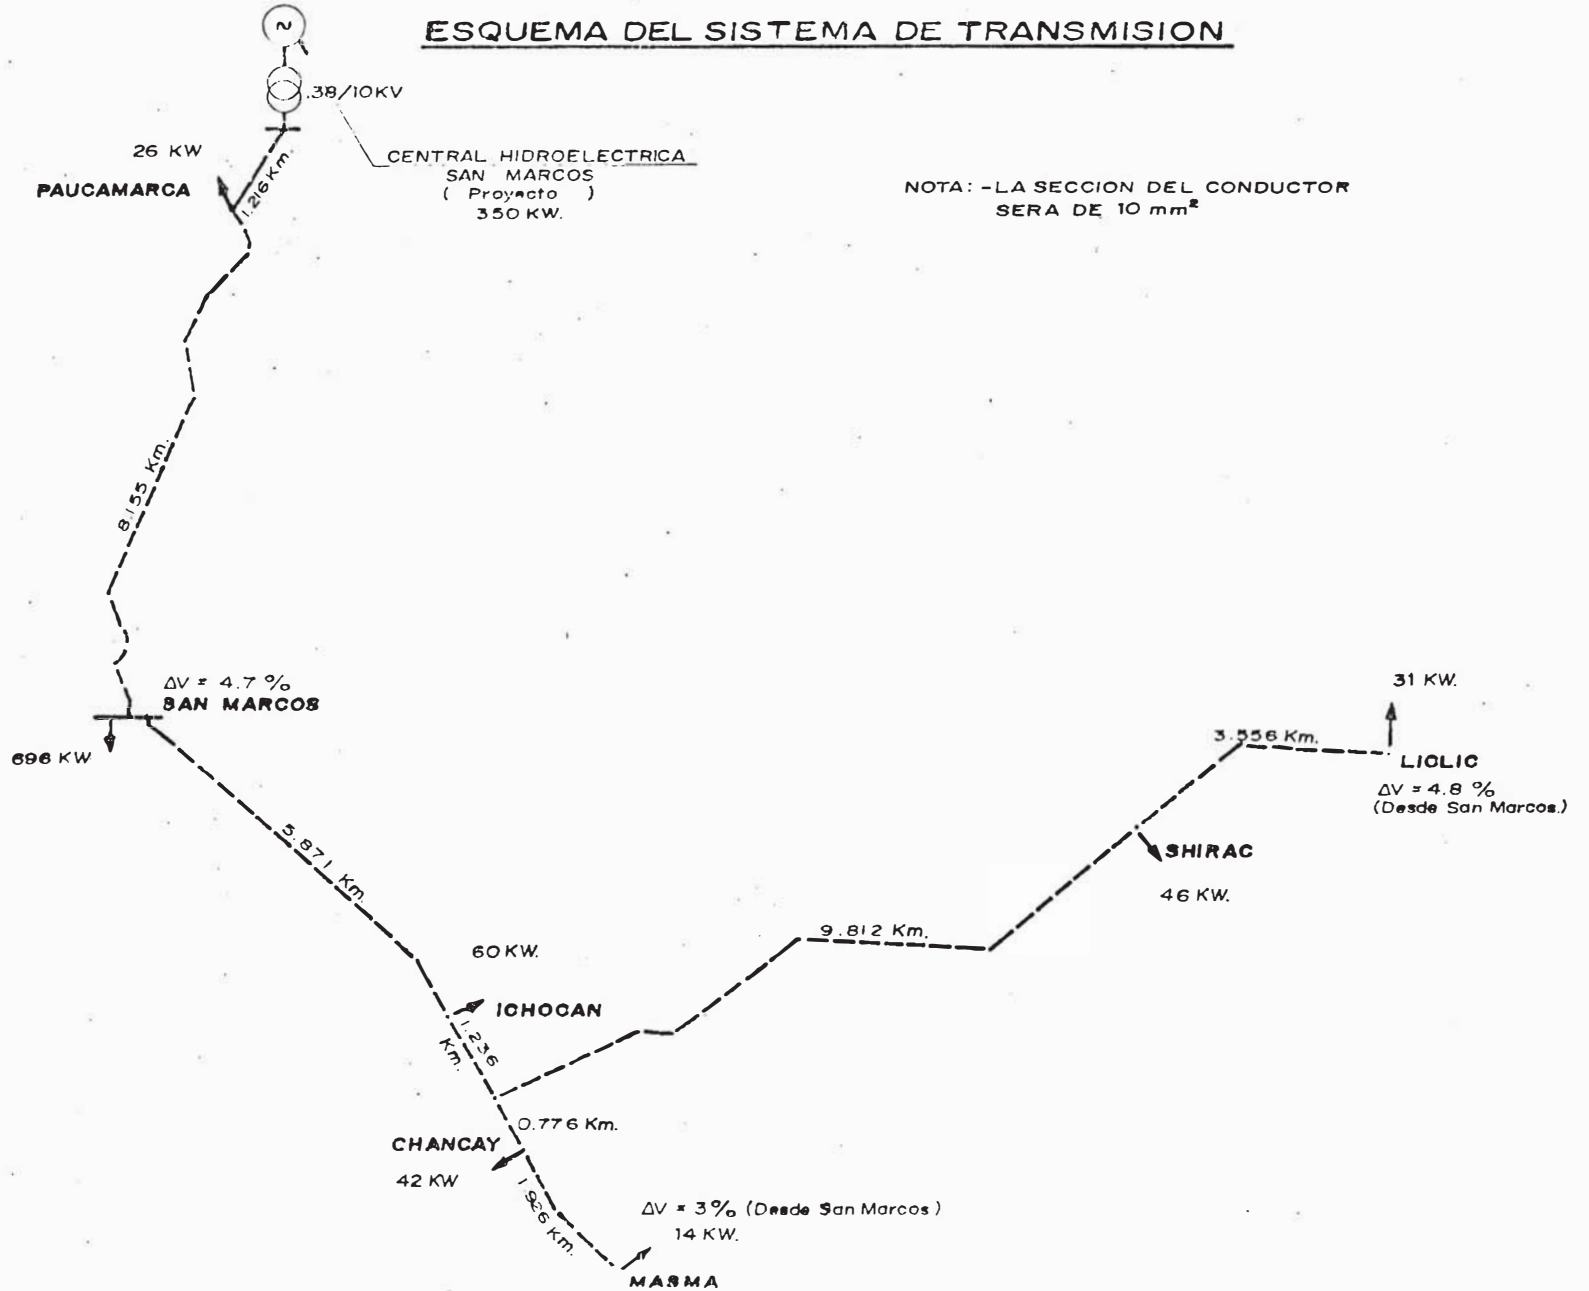 ESQUEMA DEL SISTEMA DE TRANSMISION
~
.38/10KV
26 KW
PAUCAMARCA
1.216 Km.
CENTRAL HIDROELECTRICA
SAN MARCOS
( Proyecto )
350 KW.
NOTA: - LA SECCION DEL CONDUCTOR
SERA DE 10 mm²
8.155 Km.
ΔV = 4.7 %
SAN MARCOS
696 KW
5.871 Km.
31 KW.
3.556 Km.
LICLIC
ΔV = 4.8 %
(Desde San Marcos.)
SHIRAC
46 KW.
9.812 Km.
60 KW.
ICHOCAN
1.236
Km.
0.776 Km.
CHANCAY
42 KW
1.926 Km.
ΔV = 3% (Desde San Marcos)
14 KW.
MASMA